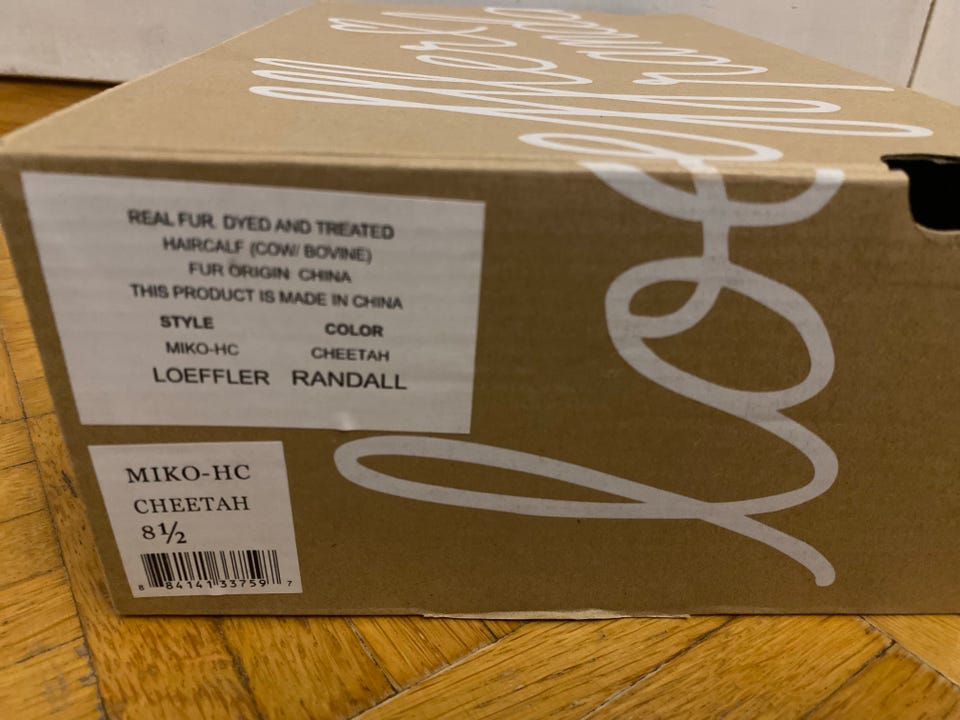 REAL FUR. DYED AND TREATED
HAIRCALF (COW/ BOVINE)
FUR ORIGIN: CHINA
THIS PRODUCT IS MADE IN CHINA
STYLE COLOR
MIKO-HC CHEETAH
LOEFFLER RANDALL
MIKO-HC
CHEETAH
8½
8 84141 33759 7
loeffler